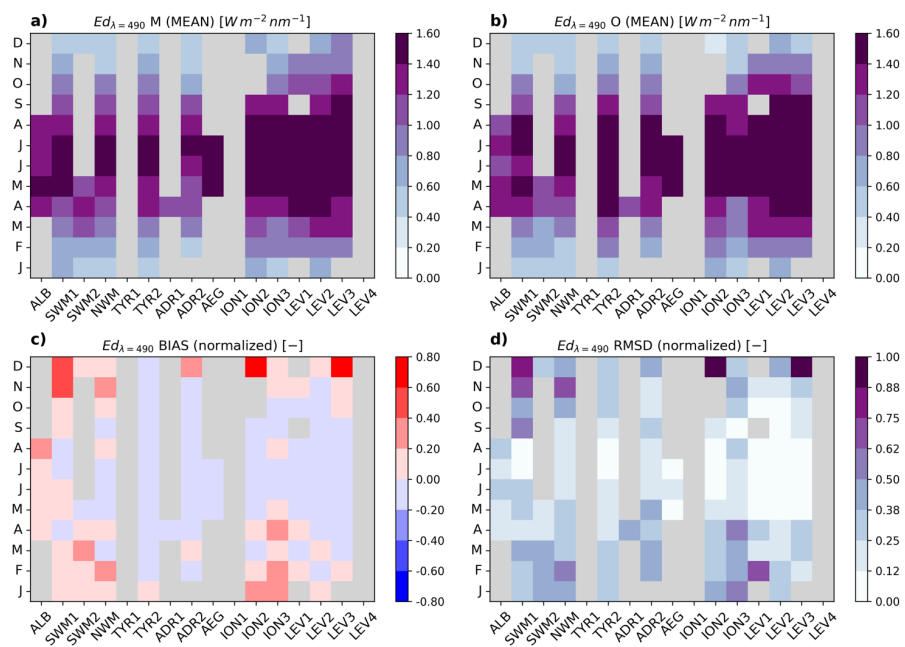 a) Ed λ=490 M (MEAN) [W m⁻² nm⁻¹]
D
N
O
S
A
J
J
M
A
M
F
J
ALB
SWM1
SWM2
NWM
TYR1
TYR2
ADR1
ADR2
AEG
ION1
ION2
ION3
LEV1
LEV2
LEV3
LEV4
1.60
1.40
1.20
1.00
0.80
0.60
0.40
0.20
0.00
b) Ed λ=490 O (MEAN) [W m⁻² nm⁻¹]
D
N
O
S
A
J
J
M
A
M
F
J
ALB
SWM1
SWM2
NWM
TYR1
TYR2
ADR1
ADR2
AEG
ION1
ION2
ION3
LEV1
LEV2
LEV3
LEV4
1.60
1.40
1.20
1.00
0.80
0.60
0.40
0.20
0.00
c) Ed λ=490 BIAS (normalized) [−]
D
N
O
S
A
J
J
M
A
M
F
J
ALB
SWM1
SWM2
NWM
TYR1
TYR2
ADR1
ADR2
AEG
ION1
ION2
ION3
LEV1
LEV2
LEV3
LEV4
0.80
0.60
0.40
0.20
0.00
-0.20
-0.40
-0.60
-0.80
d) Ed λ=490 RMSD (normalized) [−]
D
N
O
S
A
J
J
M
A
M
F
J
ALB
SWM1
SWM2
NWM
TYR1
TYR2
ADR1
ADR2
AEG
ION1
ION2
ION3
LEV1
LEV2
LEV3
LEV4
1.00
0.88
0.75
0.62
0.50
0.38
0.25
0.12
0.00